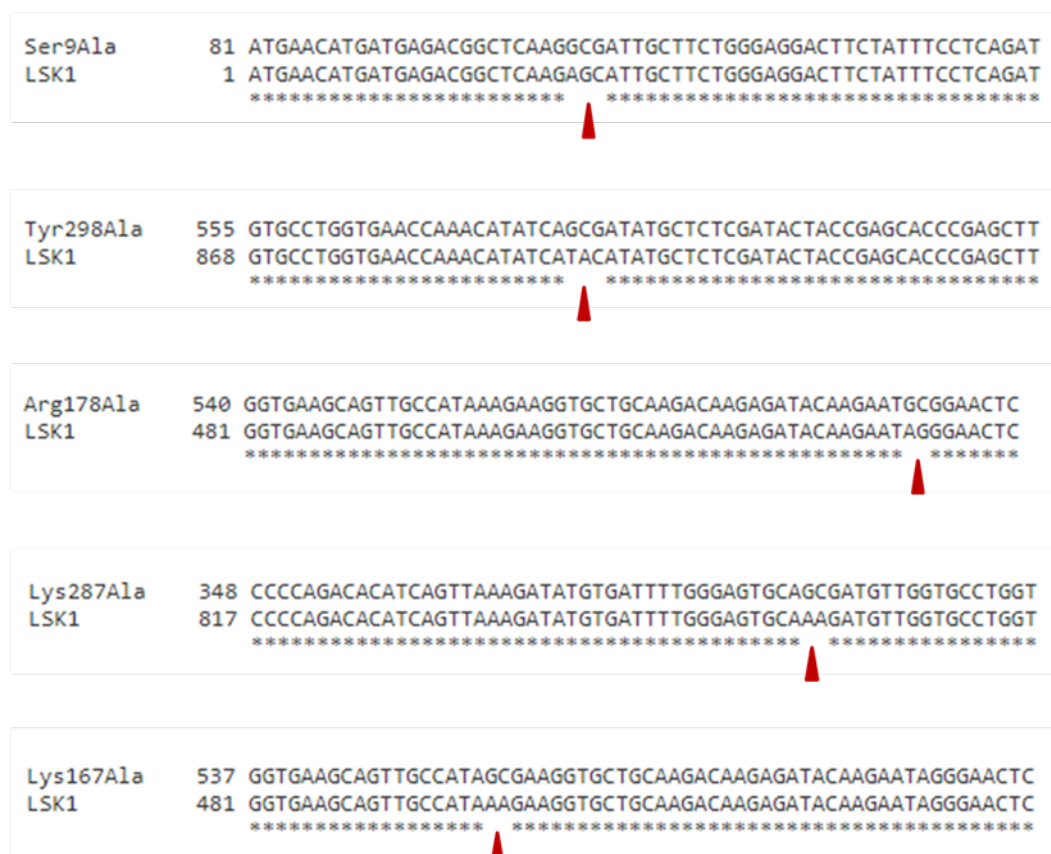 Ser9Ala 81 ATGAACATGATGAGACGGCTCAAGGCGATTGCTTCTGGGAGGACTTCTATTTCCTCAGAT
LSK1 1 ATGAACATGATGAGACGGCTCAAGAGCATTGCTTCTGGGAGGACTTCTATTTCCTCAGAT
************************   *********************************
Tyr298Ala 555 GTGCCTGGTGAACCAAACATATCAGCGATATGCTCTCGATACTACCGAGCACCCGAGCTT
LSK1 868 GTGCCTGGTGAACCAAACATATCATACATATGCTCTCGATACTACCGAGCACCCGAGCTT
************************   *********************************
Arg178Ala 540 GGTGAAGCAGTTGCCATAAAGAAGGTGCTGCAAGACAAGAGATACAAGAATGCGGAACTC
LSK1 481 GGTGAAGCAGTTGCCATAAAGAAGGTGCTGCAAGACAAGAGATACAAGAATAGGGAACTC
***************************************************  *******
Lys287Ala 348 CCCCAGACACATCAGTTAAAGATATGTGATTTTGGGAGTGCAGCGATGTTGGTGCCTGGT
LSK1 817 CCCCAGACACATCAGTTAAAGATATGTGATTTTGGGAGTGCAAAGATGTTGGTGCCTGGT
******************************************  ****************
Lys167Ala 537 GGTGAAGCAGTTGCCATAGCGAAGGTGCTGCAAGACAAGAGATACAAGAATAGGGAACTC
LSK1 481 GGTGAAGCAGTTGCCATAAAGAAGGTGCTGCAAGACAAGAGATACAAGAATAGGGAACTC
******************  ****************************************